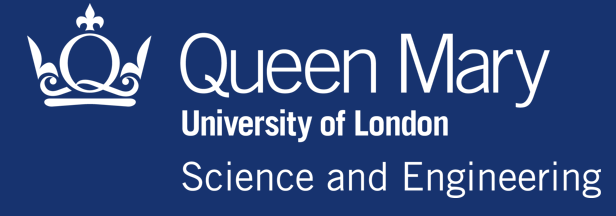 Queen Mary
University of London
Science and Engineering